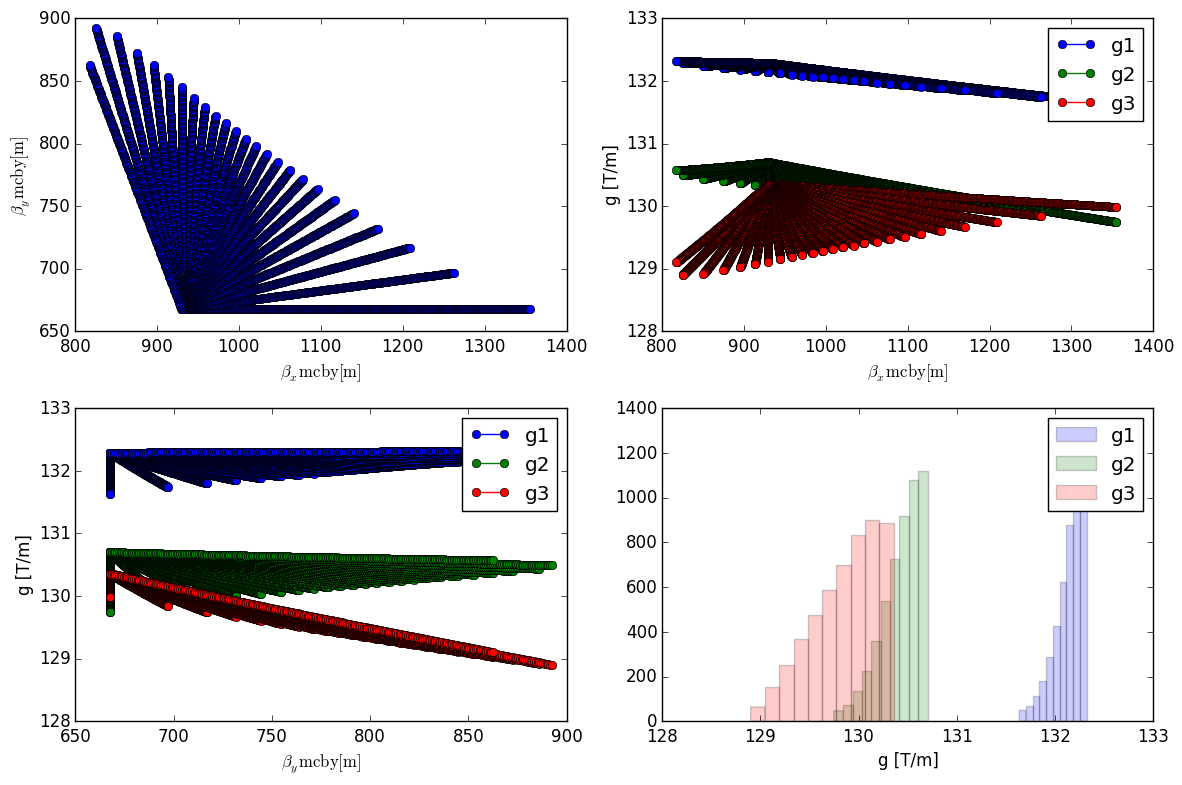 900
850
800
750
700
650
β_y mcby[m]
800 900 1000 1100 1200 1300 1400
β_x mcby[m]
133
132
131
130
129
128
g [T/m]
g1
g2
g3
800 900 1000 1100 1200 1300 1400
β_x mcby[m]
133
132
131
130
129
128
g [T/m]
g1
g2
g3
650 700 750 800 850 900
β_y mcby[m]
1400
1200
1000
800
600
400
200
0
g1
g2
g3
128 129 130 131 132 133
g [T/m]